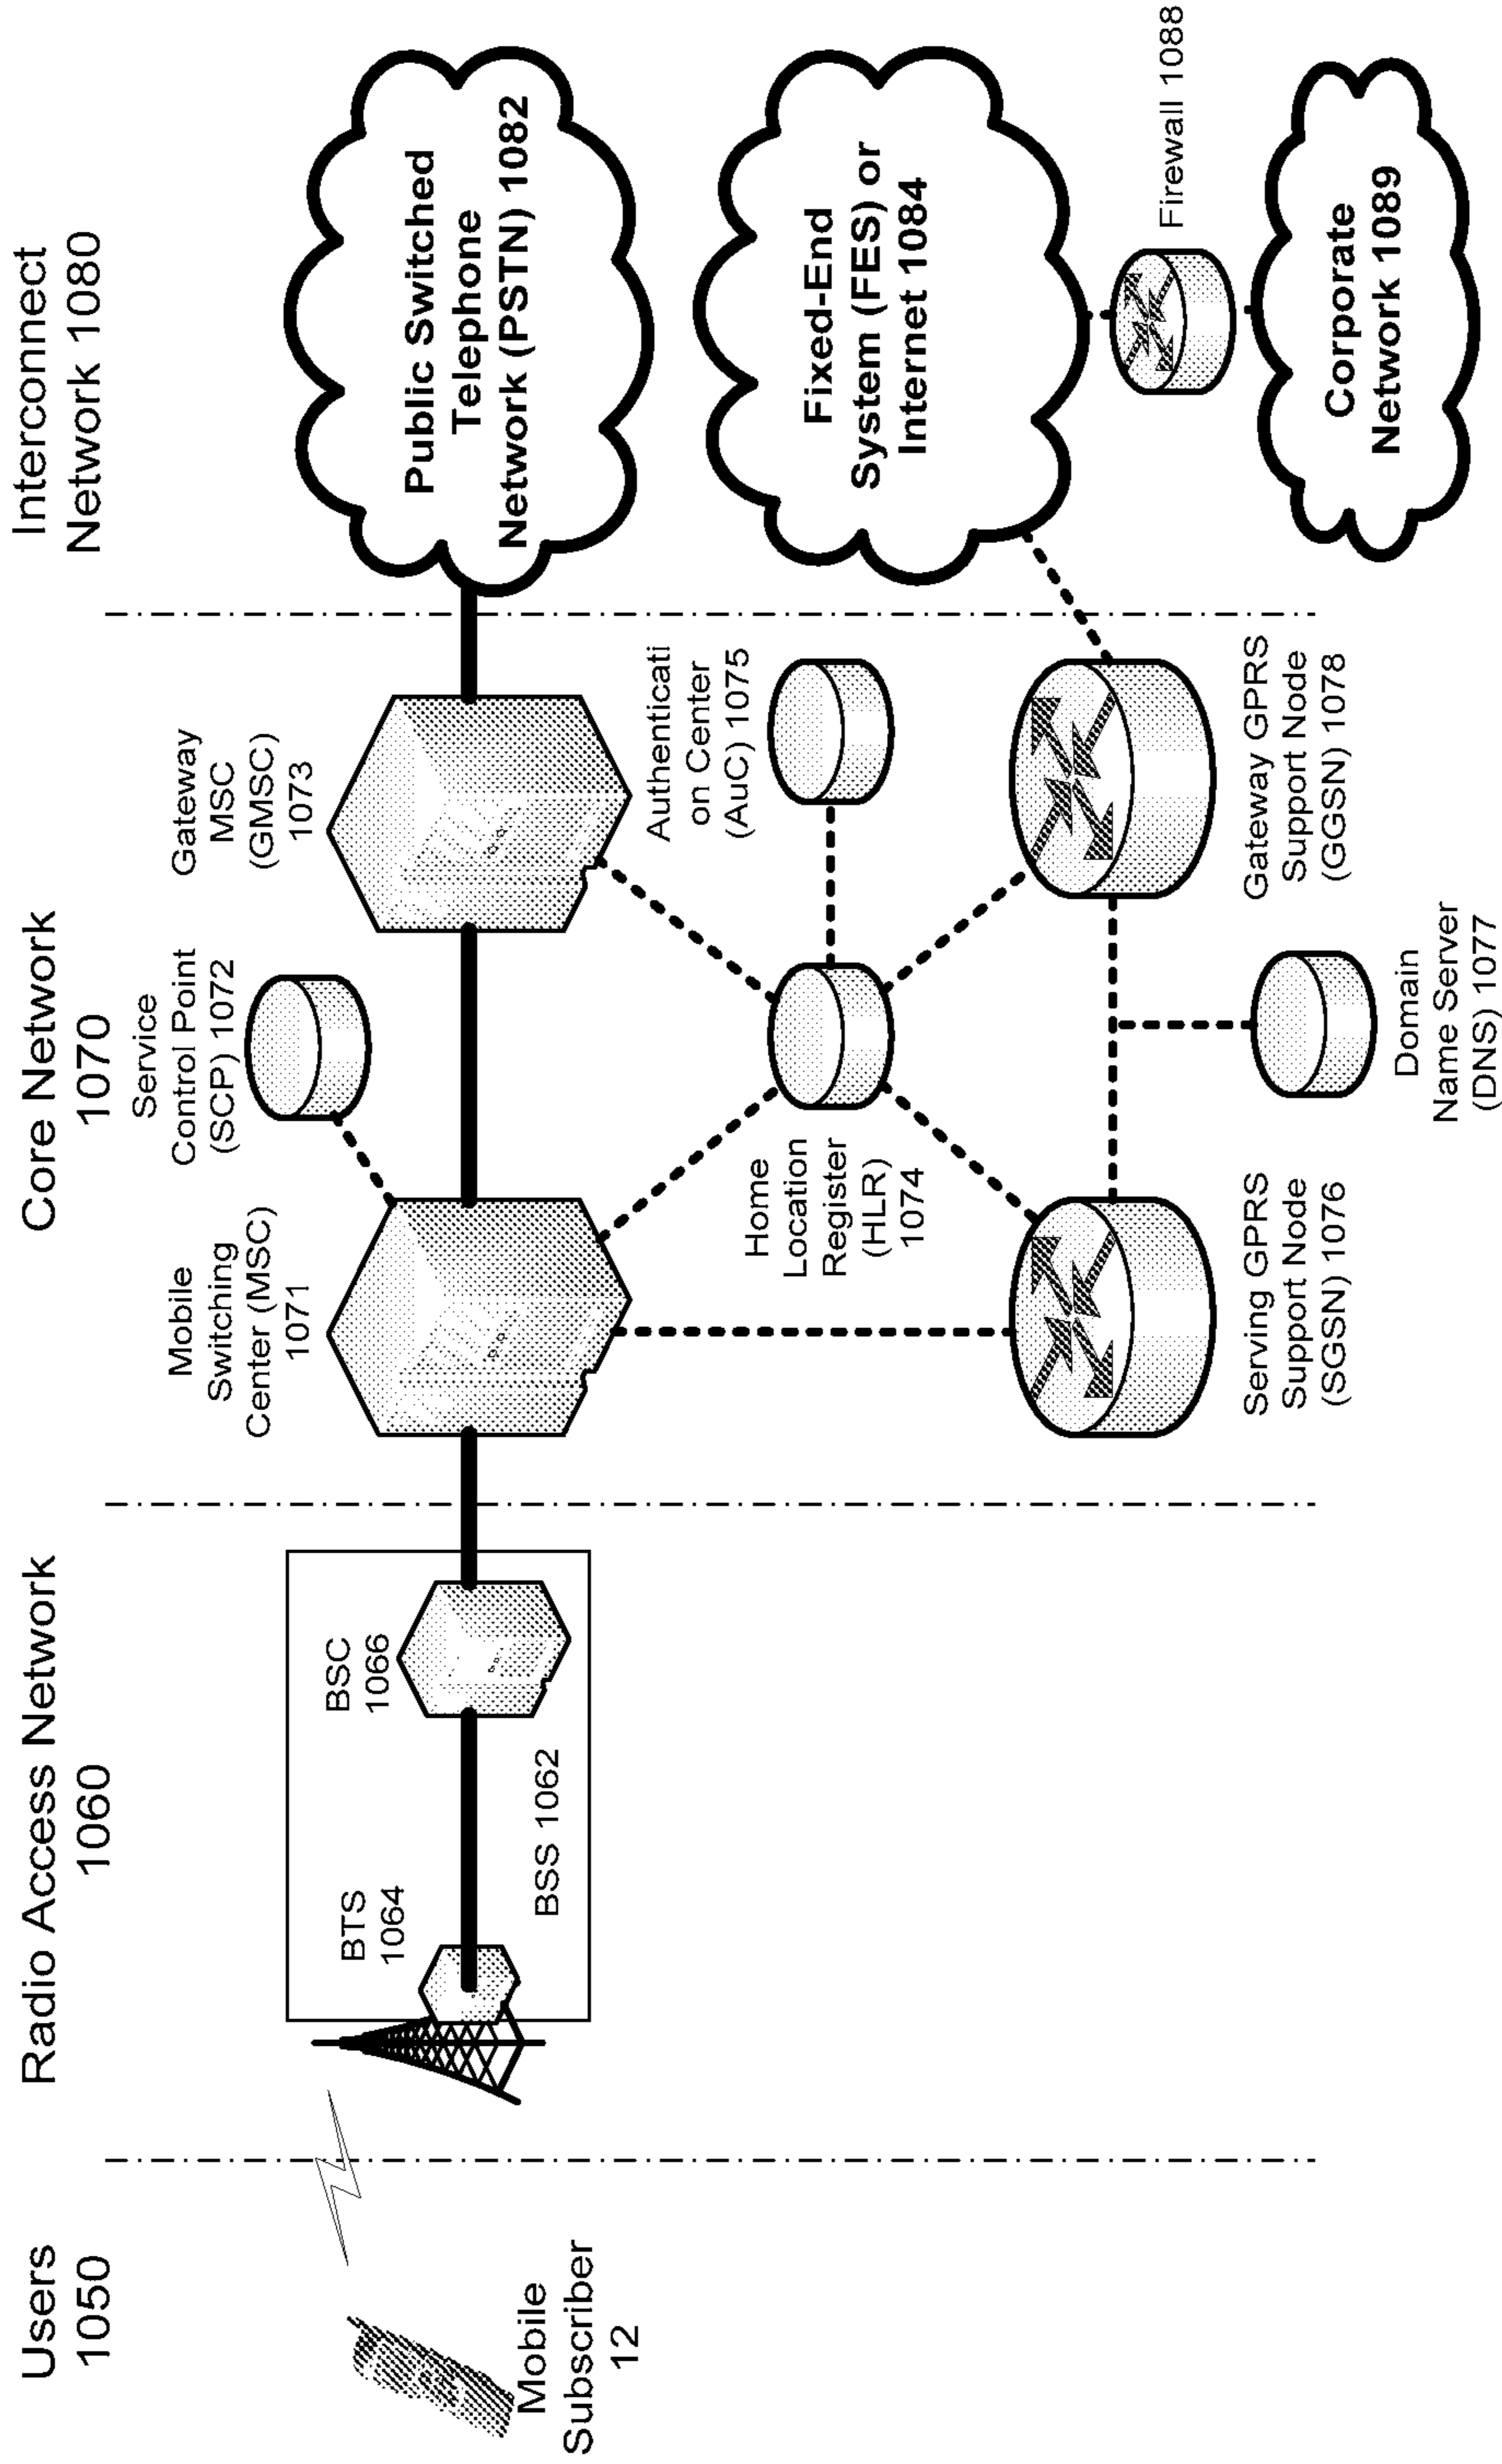 Users
1050
Radio Access Network
1060
Core Network
1070
Interconnect
Network 1080
Mobile
Subscriber
12
BTS
1064
BSC
1066
BSS 1062
Mobile
Switching
Center (MSC)
1071
Service
Control Point
(SCP) 1072
Gateway
MSC
(GMSC)
1073
Public Switched
Telephone
Network (PSTN) 1082
Home
Location
Register
(HLR)
1074
Authenticati
on Center
(AuC) 1075
Fixed-End
System (FES) or
Internet 1084
Serving GPRS
Support Node
(SGSN) 1076
Domain
Name Server
(DNS) 1077
Gateway GPRS
Support Node
(GGSN) 1078
Firewall 1088
Corporate
Network 1089